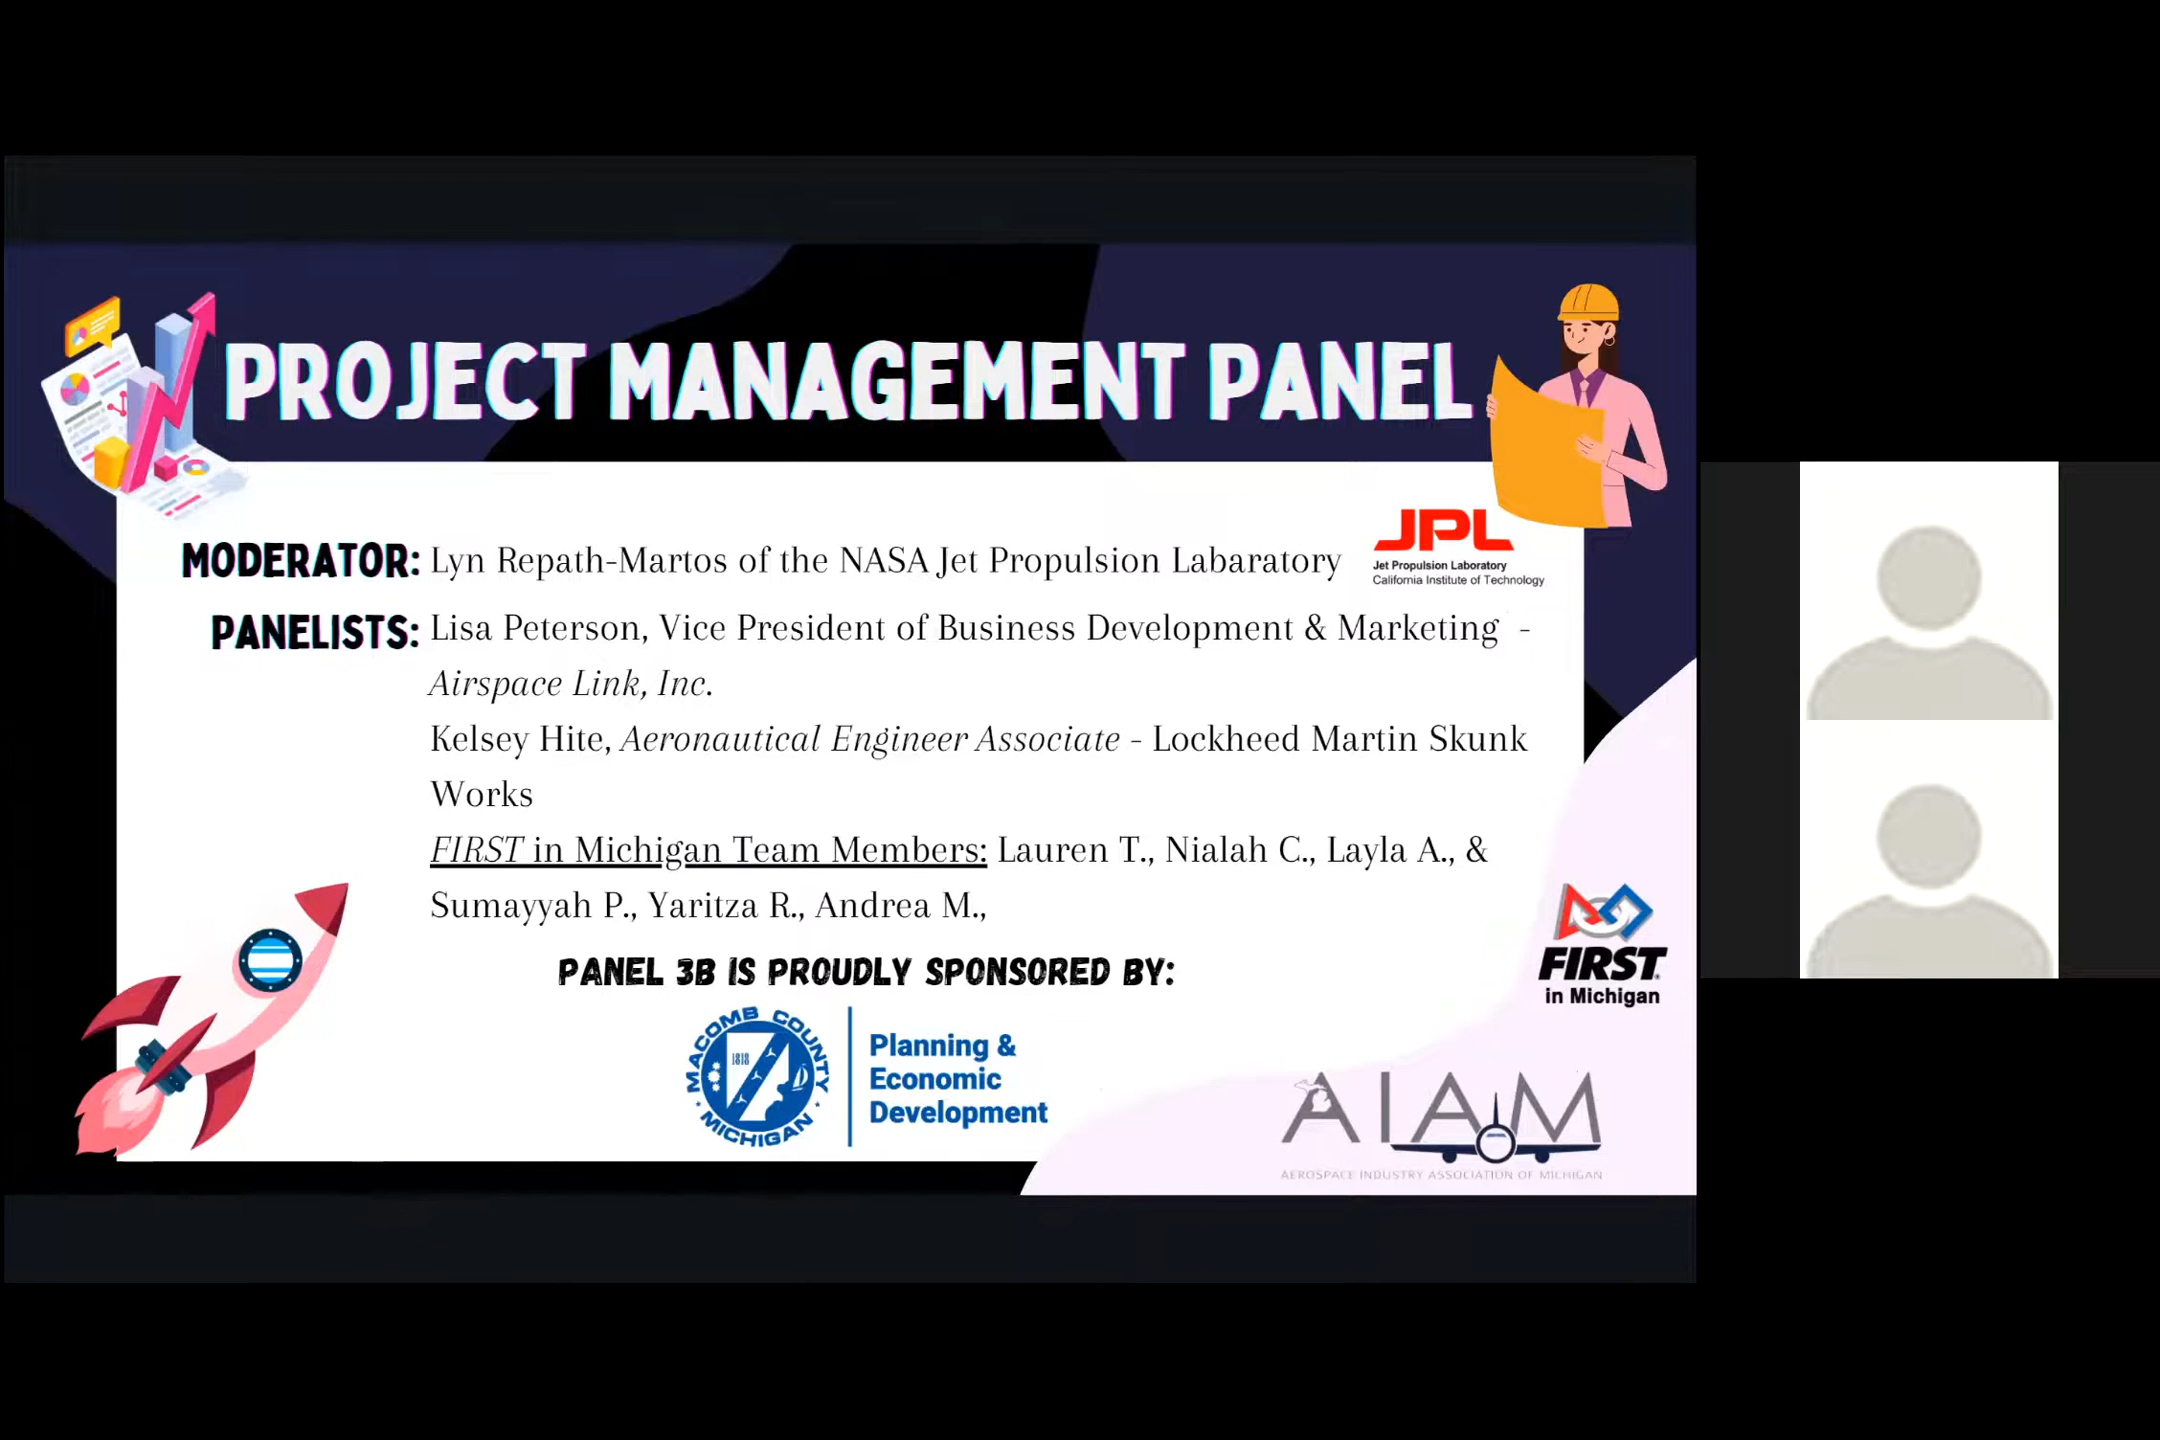 PROJECT MANAGEMENT PANEL
MODERATOR: Lyn Repath-Martos of the NASA Jet Propulsion Labaratory
JPL
Jet Propulsion Laboratory
California Institute of Technology
PANELISTS: Lisa Peterson, Vice President of Business Development & Marketing -
Airspace Link, Inc.
Kelsey Hite, Aeronautical Engineer Associate - Lockheed Martin Skunk
Works
FIRST in Michigan Team Members: Lauren T., Nialah C., Layla A., &
Sumayyah P., Yaritza R., Andrea M.,
FIRST
in Michigan
PANEL 3B IS PROUDLY SPONSORED BY:
MACOMB COUNTY
1818
MICHIGAN
Planning &
Economic
Development
AIAM
AEROSPACE INDUSTRY ASSOCIATION OF MICHIGAN